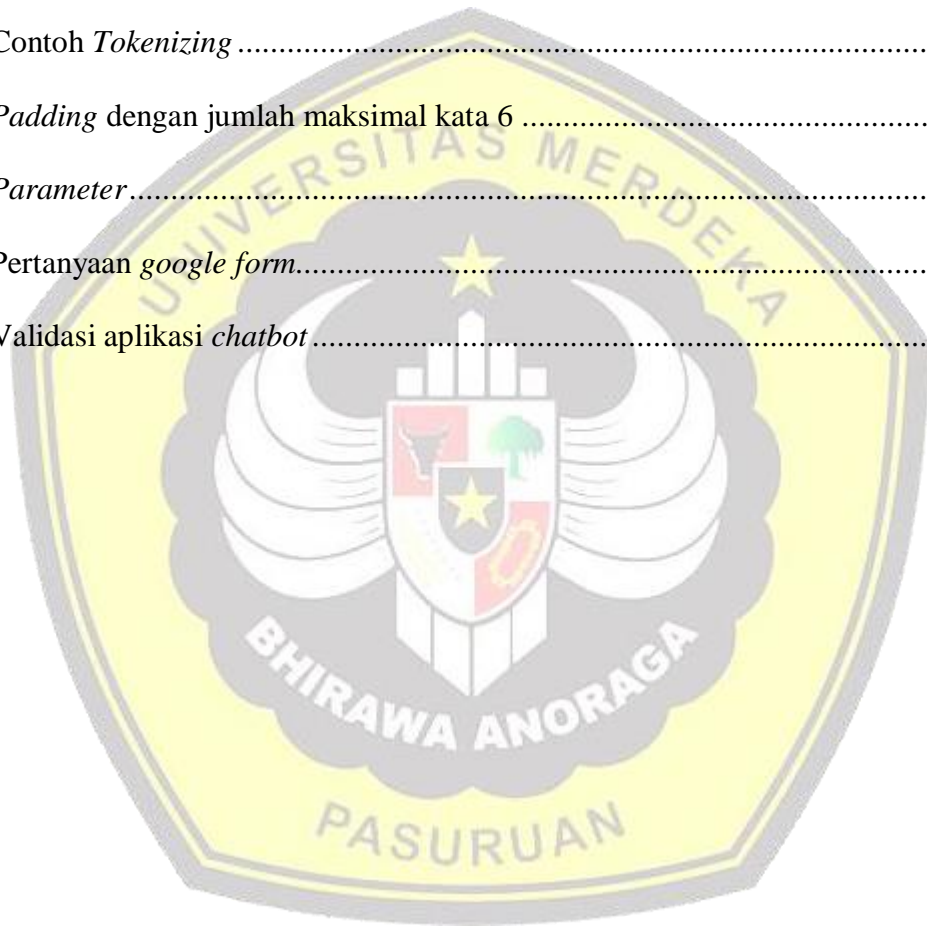 Contoh Tokenizing ........................................................................................
Padding dengan jumlah maksimal kata 6 ....................................................
Parameter.....................................................................................................
Pertanyaan google form................................................................................
Validasi aplikasi chatbot ..............................................................................
UNIVERSITAS MERDEKA
BHIRAWA ANORAGA
PASURUAN